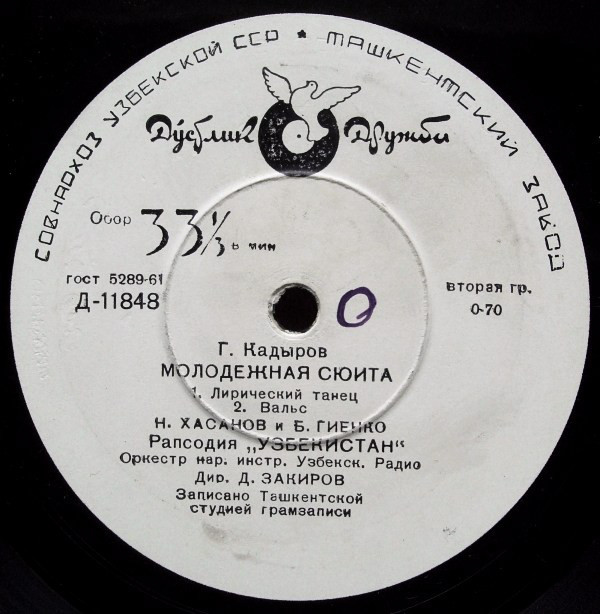 СОВНАРХОЗ УЗБЕКСКОЙ ССР * ТАШКЕНТСКИЙ ЗАВОД
Дўстлик Дружба
Обор 33⅓ в мин
гост 5289-61
Д-11848
вторая гр.
0-70
О
Г. Кадыров
МОЛОДЕЖНАЯ СЮИТА
1. Лирический танец
2. Вальс
Н. ХАСАНОВ и Б. ГИЕНКО
Рапсодия „УЗБЕКИСТАН"
Оркестр нар. инстр. Узбекск. Радио
Дир. Д. ЗАКИРОВ
Записано Ташкентской
студией грамзаписи